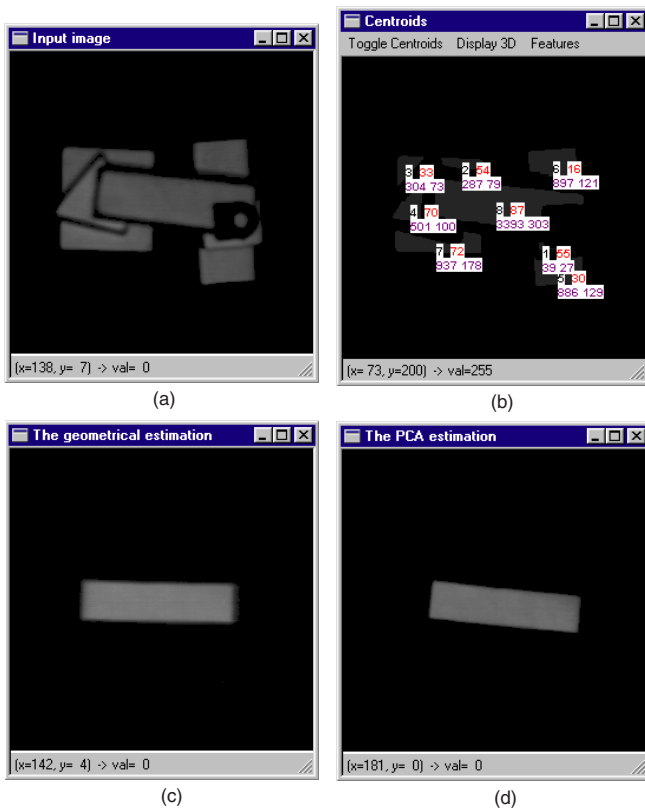 Input image
(x=138, y= 7) -> val= 0
(a)
Centroids
Toggle Centroids Display 3D Features
3 33
304 73
2 54
287 79
6 16
897 121
4 70
501 100
8 87
3393 303
7 72
937 178
1 55
39 27
5 30
886 129
(x= 73, y=200) -> val=255
(b)
The geometrical estimation
(x=142, y= 4) -> val= 0
(c)
The PCA estimation
(x=181, y= 0) -> val= 0
(d)